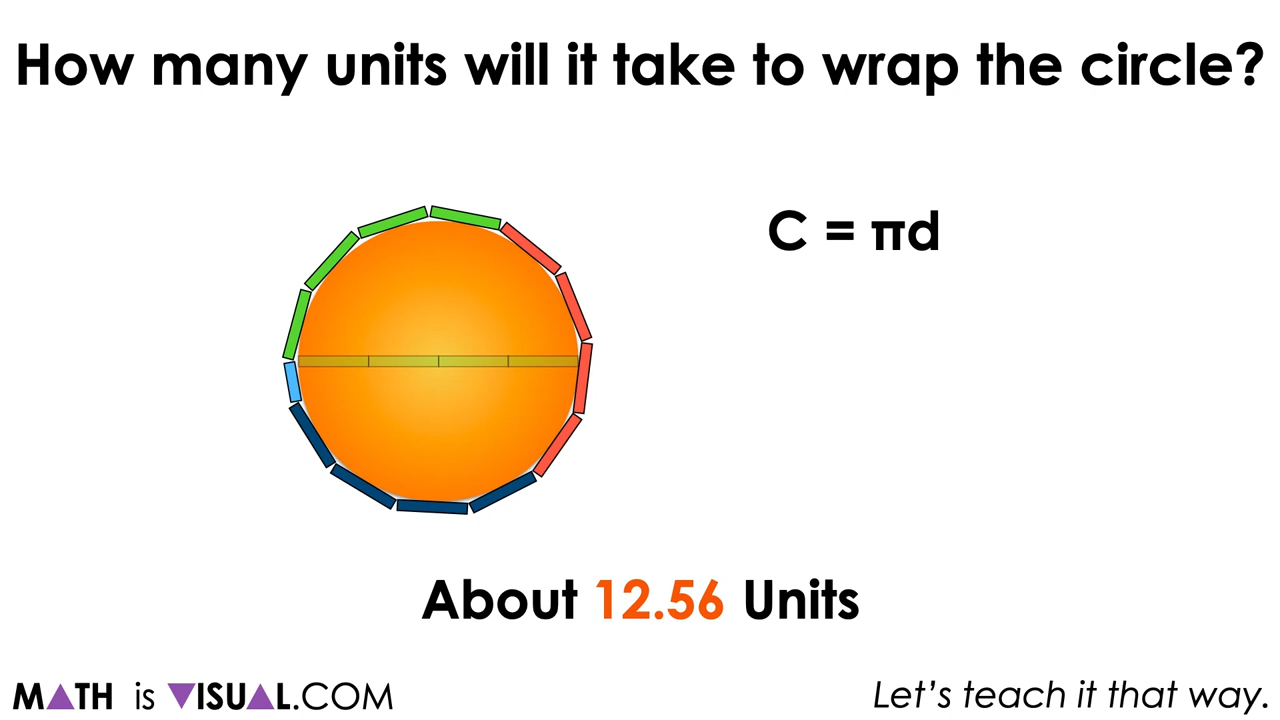 How many units will it take to wrap the circle?
C = πd
About 12.56 Units
MATH is VISUAL.COM
Let's teach it that way.